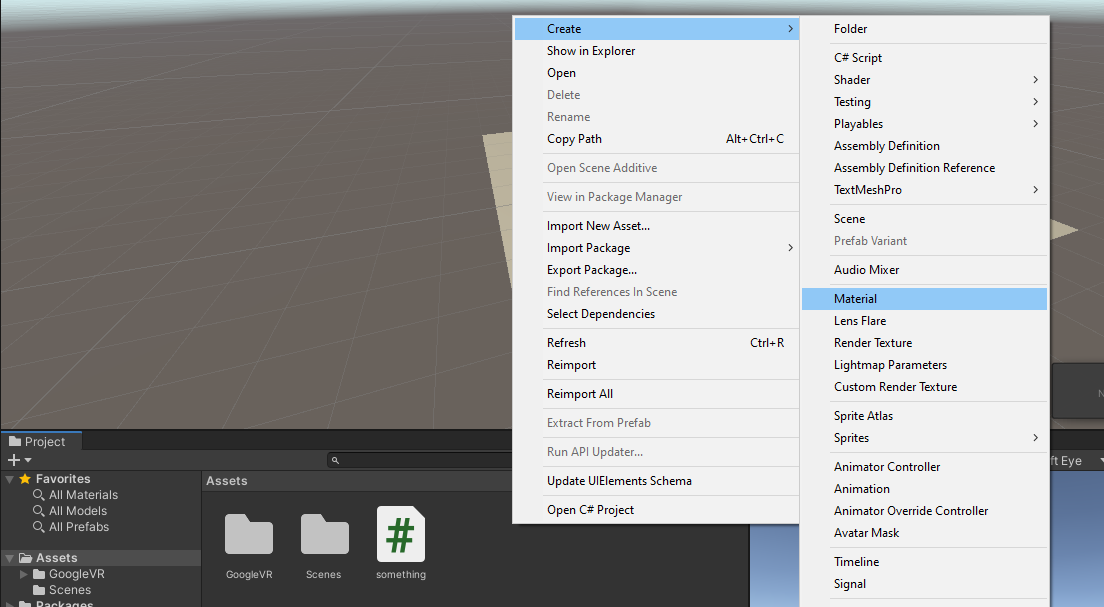 Create
Show in Explorer
Open
Delete
Rename
Copy Path Alt+Ctrl+C
Open Scene Additive
View in Package Manager
Import New Asset...
Import Package
Export Package...
Find References In Scene
Select Dependencies
Refresh Ctrl+R
Reimport
Reimport All
Extract From Prefab
Run API Updater...
Update UIElements Schema
Open C# Project
Folder
C# Script
Shader
Testing
Playables
Assembly Definition
Assembly Definition Reference
TextMeshPro
Scene
Prefab Variant
Audio Mixer
Material
Lens Flare
Render Texture
Lightmap Parameters
Custom Render Texture
Sprite Atlas
Sprites
Animator Controller
Animation
Animator Override Controller
Avatar Mask
Timeline
Signal
Project
Favorites
All Materials
All Models
All Prefabs
Assets
GoogleVR
Scenes
Packages
Assets
GoogleVR
Scenes
#
something
ft Eye